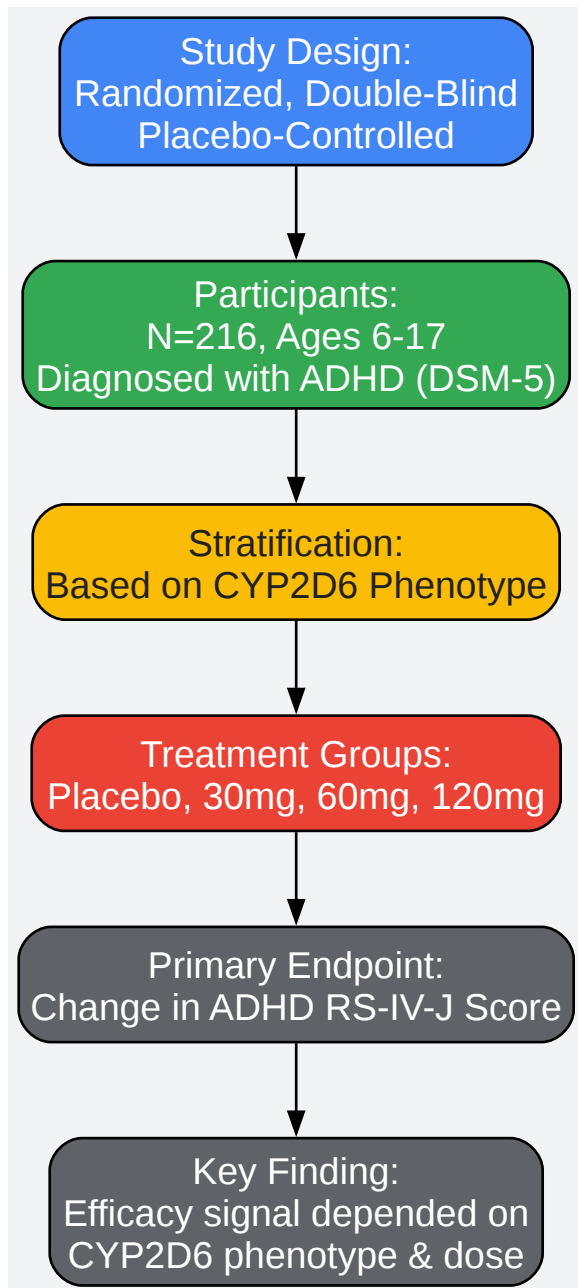 Study Design:
Randomized, Double-Blind
Placebo-Controlled
Participants:
N=216, Ages 6-17
Diagnosed with ADHD (DSM-5)
Stratification:
Based on CYP2D6 Phenotype
Treatment Groups:
Placebo, 30mg, 60mg, 120mg
Primary Endpoint:
Change in ADHD RS-IV-J Score
Key Finding:
Efficacy signal depended on
CYP2D6 phenotype & dose